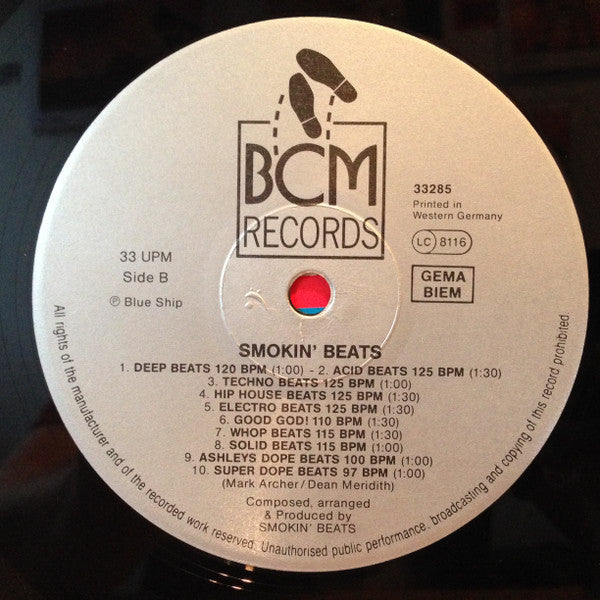 BCM
RECORDS
33285
Printed in
Western Germany
LC 8116
GEMA
BIEM
33 UPM
Side B
℗ Blue Ship
SMOKIN' BEATS
1. DEEP BEATS 120 BPM (1:00) - 2. ACID BEATS 125 BPM (1:30)
3. TECHNO BEATS 125 BPM (1:00)
4. HIP HOUSE BEATS 125 BPM (1:00)
5. ELECTRO BEATS 125 BPM (1:30)
6. GOOD GOD! 110 BPM (1:30)
7. WHOP BEATS 115 BPM (1:30)
8. SOLID BEATS 115 BPM (1:00)
9. ASHLEYS DOPE BEATS 100 BPM (1:00)
10. SUPER DOPE BEATS 97 BPM (1:00)
(Mark Archer/Dean Meridith)
Composed, arranged
& Produced by
SMOKIN' BEATS
All rights of the manufacturer and of the recorded work reserved. Unauthorised public performance, broadcasting and copying of this record prohibited